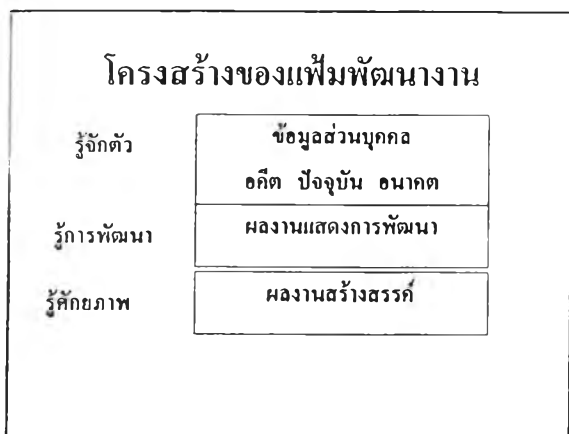 โครงสร้างของแฟ้มพัฒนางาน
รู้จักตัว
ข้อมูลส่วนบุคคล
อดีต ปัจจุบัน อนาคต
รู้การพัฒนา
ผลงานแสดงการพัฒนา
รู้ศักยภาพ
ผลงานสร้างสรรค์